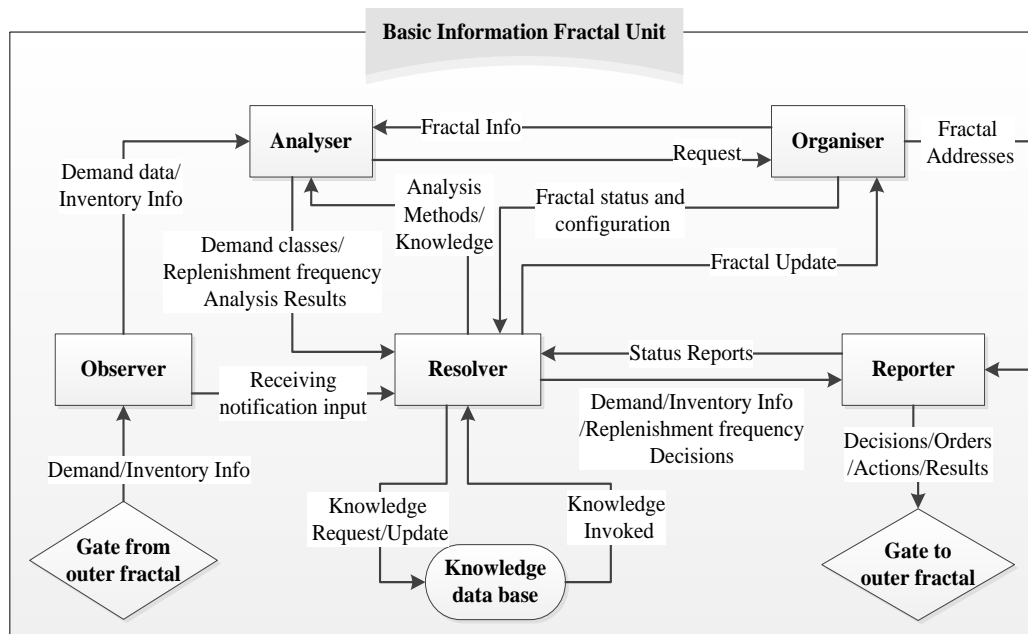 Basic Information Fractal Unit
Analyser
Fractal Info
Organiser
Fractal
Addresses
Request
Demand data/
Inventory Info
Analysis
Methods/
Knowledge
Fractal status and
configuration
Demand classes/
Replenishment frequency
Analysis Results
Fractal Update
Observer
Receiving
notification input
Resolver
Status Reports
Reporter
Demand/Inventory Info
/Replenishment frequency
Decisions
Demand/Inventory Info
Decisions/Orders
/Actions/Results
Knowledge
Request/Update
Knowledge
Invoked
Gate from
outer fractal
Knowledge
data base
Gate to
outer fractal